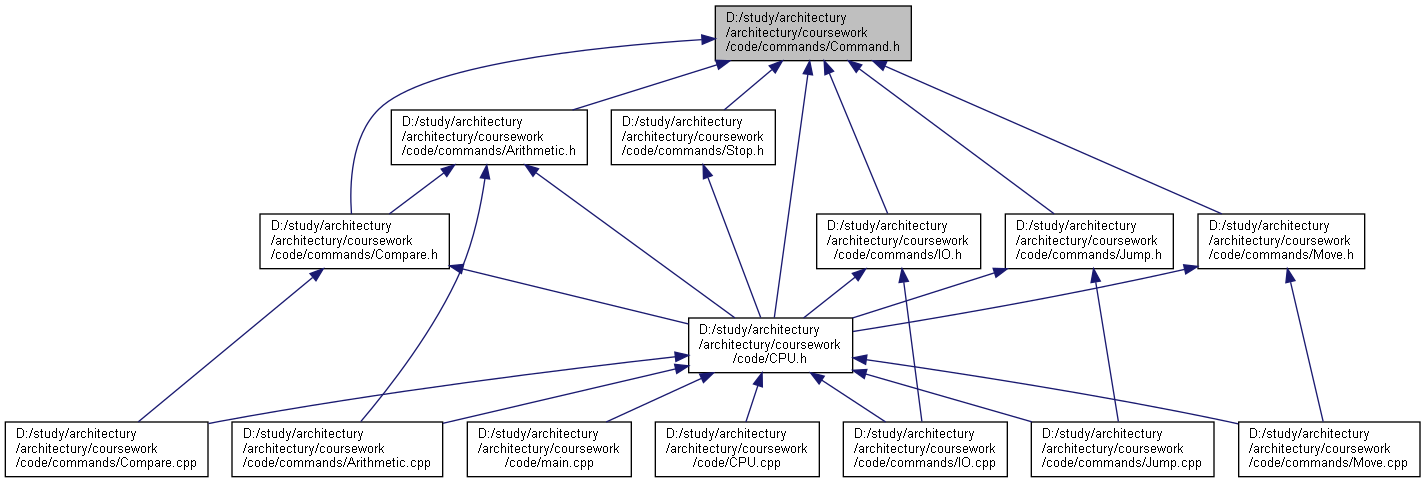 D:/study/architectury
/architectury/coursework
/code/commands/Command.h
D:/study/architectury
/architectury/coursework
/code/commands/Arithmetic.h
D:/study/architectury
/architectury/coursework
/code/commands/Stop.h
D:/study/architectury
/architectury/coursework
/code/commands/Compare.h
D:/study/architectury
/architectury/coursework
/code/commands/IO.h
D:/study/architectury
/architectury/coursework
/code/commands/Jump.h
D:/study/architectury
/architectury/coursework
/code/commands/Move.h
D:/study/architectury
/architectury/coursework
/code/CPU.h
D:/study/architectury
/architectury/coursework
/code/commands/Compare.cpp
D:/study/architectury
/architectury/coursework
/code/commands/Arithmetic.cpp
D:/study/architectury
/architectury/coursework
/code/main.cpp
D:/study/architectury
/architectury/coursework
/code/CPU.cpp
D:/study/architectury
/architectury/coursework
/code/commands/IO.cpp
D:/study/architectury
/architectury/coursework
/code/commands/Jump.cpp
D:/study/architectury
/architectury/coursework
/code/commands/Move.cpp